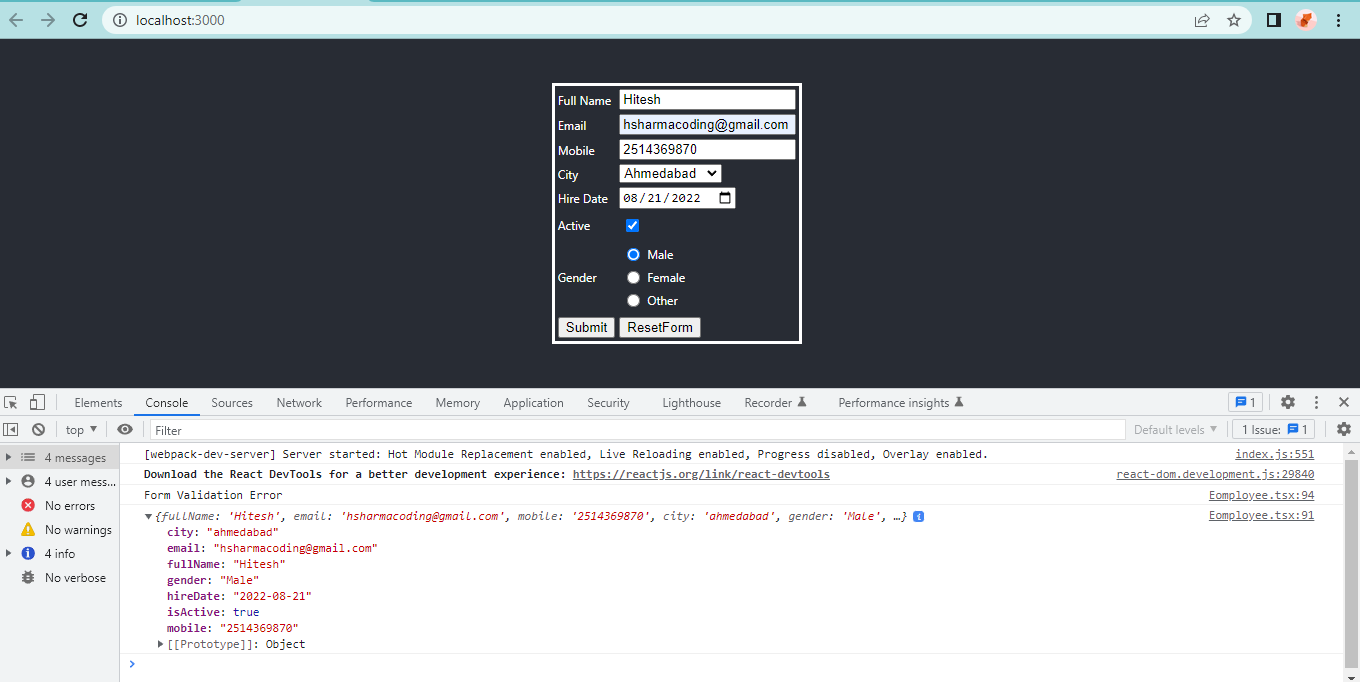 localhost:3000
Full Name Hitesh
Email hsharmacoding@gmail.com
Mobile 2514369870
City Ahmedabad
Hire Date 08/21/2022
Active
Male
Gender Female
Other
Submit ResetForm
Elements Console Sources Network Performance Memory Application Security Lighthouse Recorder Performance insights 1
top Filter Default levels 1 Issue: 1
4 messages [webpack-dev-server] Server started: Hot Module Replacement enabled, Live Reloading enabled, Progress disabled, Overlay enabled. index.js:551
4 user mess... Download the React DevTools for a better development experience: https://reactjs.org/link/react-devtools react-dom.development.js:29840
No errors Form Validation Error Eomployee.tsx:94
No warnings {fullName: 'Hitesh', email: 'hsharmacoding@gmail.com', mobile: '2514369870', city: 'ahmedabad', gender: 'Male', …} i Eomployee.tsx:91
4 info city: "ahmedabad"
No verbose email: "hsharmacoding@gmail.com"
fullName: "Hitesh"
gender: "Male"
hireDate: "2022-08-21"
isActive: true
mobile: "2514369870"
[[Prototype]]: Object